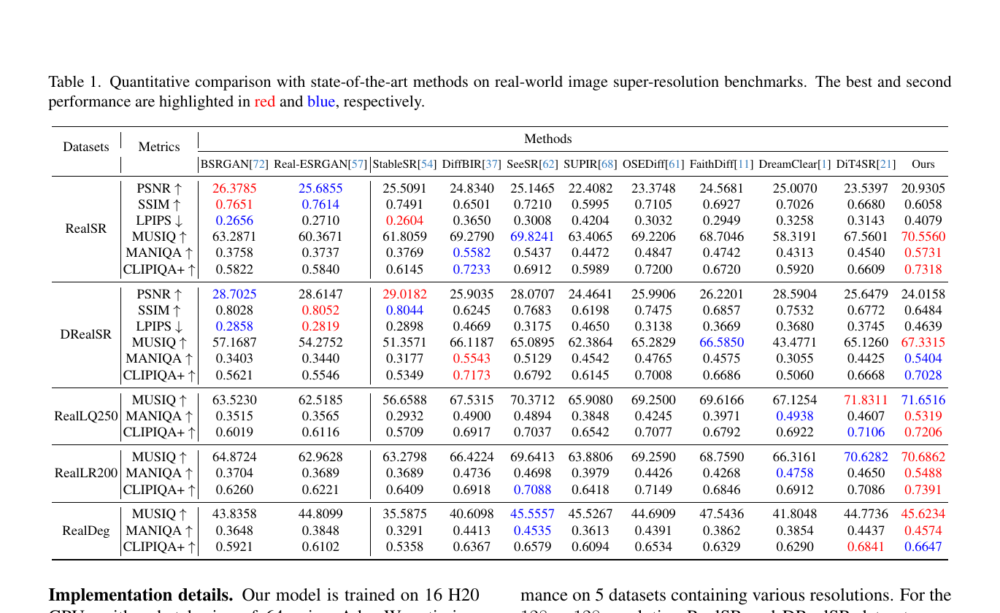 Table 1. Quantitative comparison with state-of-the-art methods on real-world image super-resolution benchmarks. The best and second
performance are highlighted in red and blue, respectively.
Datasets Metrics Methods
BSRGAN[72] Real-ESRGAN[57] StableSR[54] DiffBIR[37] SeeSR[62] SUPIR[68] OSEDiff[61] FaithDiff[11] DreamClear[1] DiT4SR[21] Ours
RealSR
PSNR ↑ 26.3785 25.6855 25.5091 24.8340 25.1465 22.4082 23.3748 24.5681 25.0070 23.5397 20.9305
SSIM ↑ 0.7651 0.7614 0.7491 0.6501 0.7210 0.5995 0.7105 0.6927 0.7026 0.6680 0.6058
LPIPS ↓ 0.2656 0.2710 0.2604 0.3650 0.3008 0.4204 0.3032 0.2949 0.3258 0.3143 0.4079
MUSIQ ↑ 63.2871 60.3671 61.8059 69.2790 69.8241 63.4065 69.2206 68.7046 58.3191 67.5601 70.5560
MANIQA ↑ 0.3758 0.3737 0.3769 0.5582 0.5437 0.4472 0.4847 0.4742 0.4313 0.4540 0.5731
CLIPIQA+ ↑ 0.5822 0.5840 0.6145 0.7233 0.6912 0.5989 0.7200 0.6720 0.5920 0.6609 0.7318
DRealSR
PSNR ↑ 28.7025 28.6147 29.0182 25.9035 28.0707 24.4641 25.9906 26.2201 28.5904 25.6479 24.0158
SSIM ↑ 0.8028 0.8052 0.8044 0.6245 0.7683 0.6198 0.7475 0.6857 0.7532 0.6772 0.6484
LPIPS ↓ 0.2858 0.2819 0.2898 0.4669 0.3175 0.4650 0.3138 0.3669 0.3680 0.3745 0.4639
MUSIQ ↑ 57.1687 54.2752 51.3571 66.1187 65.0895 62.3864 65.2829 66.5850 43.4771 65.1260 67.3315
MANIQA ↑ 0.3403 0.3440 0.3177 0.5543 0.5129 0.4542 0.4765 0.4575 0.3055 0.4425 0.5404
CLIPIQA+ ↑ 0.5621 0.5546 0.5349 0.7173 0.6792 0.6145 0.7008 0.6686 0.5060 0.6668 0.7028
RealLQ250
MUSIQ ↑ 63.5230 62.5185 56.6588 67.5315 70.3712 65.9080 69.2500 69.6166 67.1254 71.8311 71.6516
MANIQA ↑ 0.3515 0.3565 0.2932 0.4900 0.4894 0.3848 0.4245 0.3971 0.4938 0.4607 0.5319
CLIPIQA+ ↑ 0.6019 0.6116 0.5709 0.6917 0.7037 0.6542 0.7077 0.6792 0.6922 0.7106 0.7206
RealLR200
MUSIQ ↑ 64.8724 62.9628 63.2798 66.4224 69.6413 63.8806 69.2590 68.7590 66.3161 70.6282 70.6862
MANIQA ↑ 0.3704 0.3689 0.3689 0.4736 0.4698 0.3979 0.4426 0.4268 0.4758 0.4650 0.5488
CLIPIQA+ ↑ 0.6260 0.6221 0.6409 0.6918 0.7088 0.6418 0.7149 0.6846 0.6912 0.7086 0.7391
RealDeg
MUSIQ ↑ 43.8358 44.8099 35.5875 40.6098 45.5557 45.5267 44.6909 47.5436 41.8048 44.7736 45.6234
MANIQA ↑ 0.3648 0.3848 0.3291 0.4413 0.4535 0.3613 0.4391 0.3862 0.3854 0.4437 0.4574
CLIPIQA+ ↑ 0.5921 0.6102 0.5358 0.6367 0.6579 0.6094 0.6534 0.6329 0.6290 0.6841 0.6647
Implementation details. Our model is trained on 16 H20
mance on 5 datasets containing various resolutions. For the